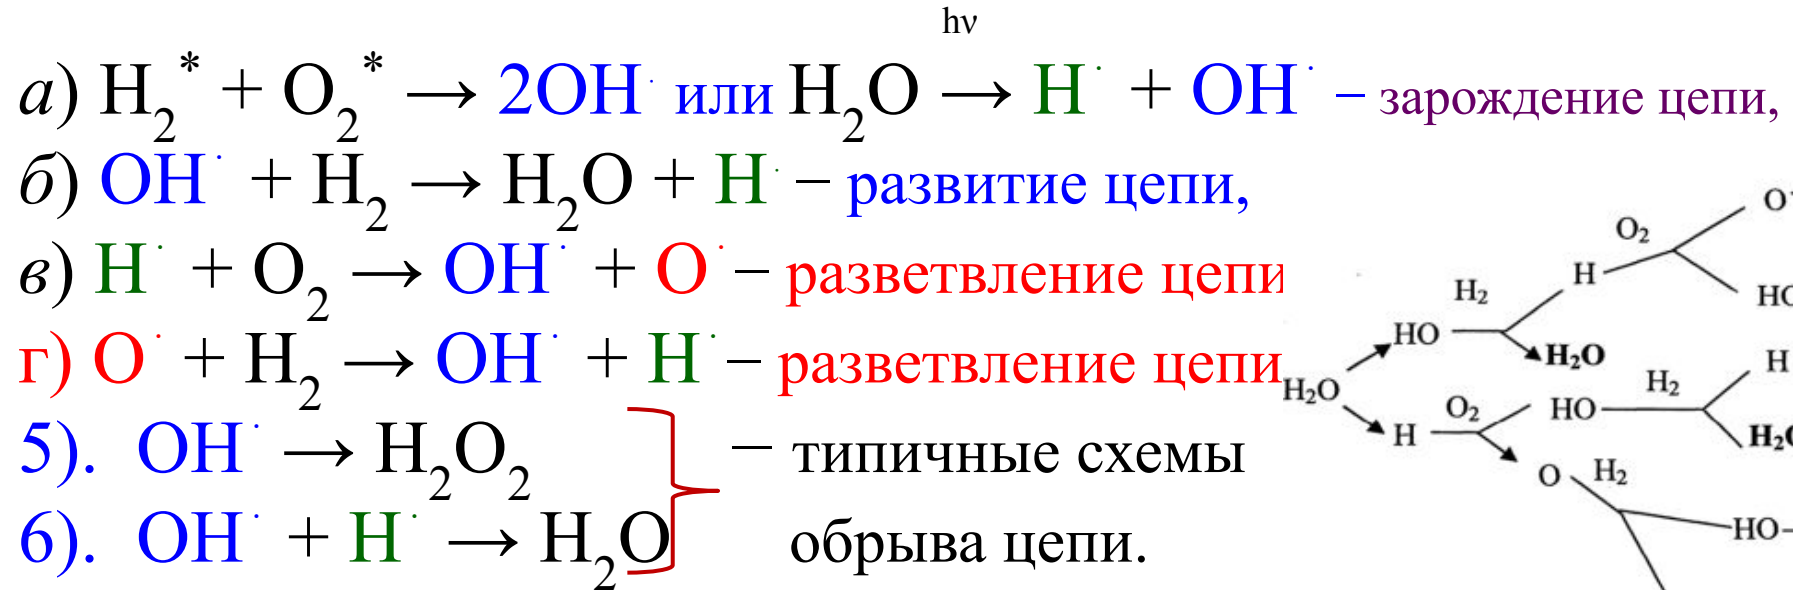 hν
а) H₂* + O₂* → 2OH˙ или H₂O → H˙ + OH˙ – зарождение цепи,
б) OH˙ + H₂ → H₂O + H˙ – развитие цепи,
в) H˙ + O₂ → OH˙ + O˙ – разветвление цепи
г) O˙ + H₂ → OH˙ + H˙ – разветвление цепи
5). OH˙ → H₂O₂ – типичные схемы
6). OH˙ + H˙ → H₂O обрыва цепи.
O
O₂
H
H₂
HO
HO
H₂O
H₂O
H
H₂
O₂
HO
H
H₂O
O H₂
HO–